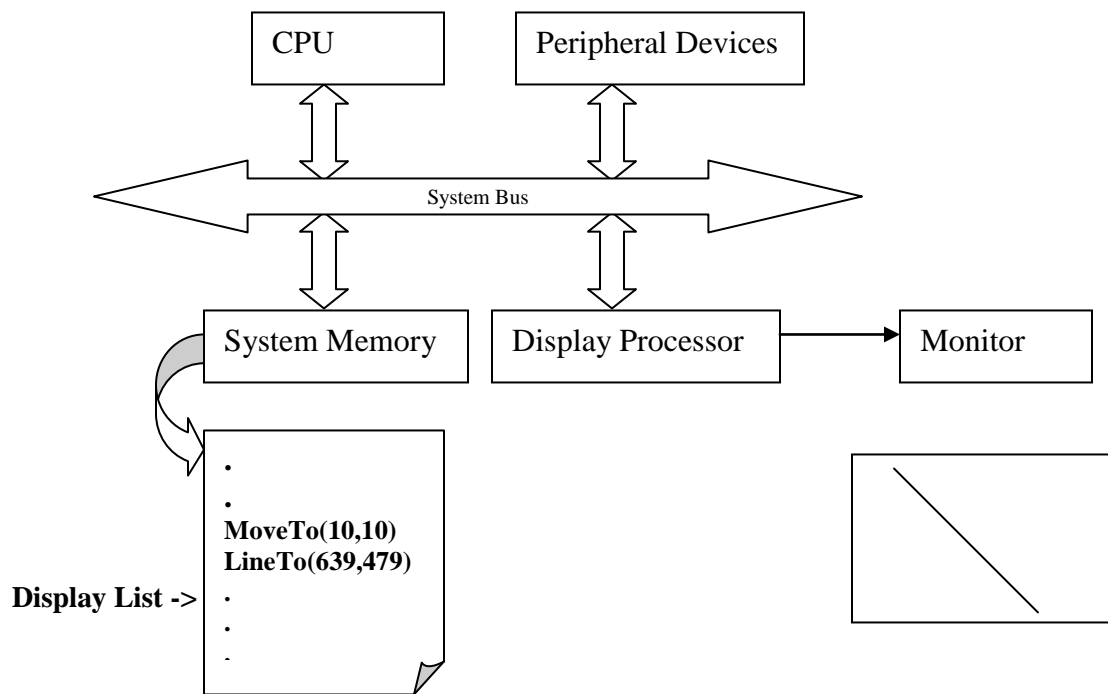 CPU
Peripheral Devices
System Bus
System Memory
Display Processor
Monitor
.
.
MoveTo(10,10)
LineTo(639,479)
Display List ->
.
.
.